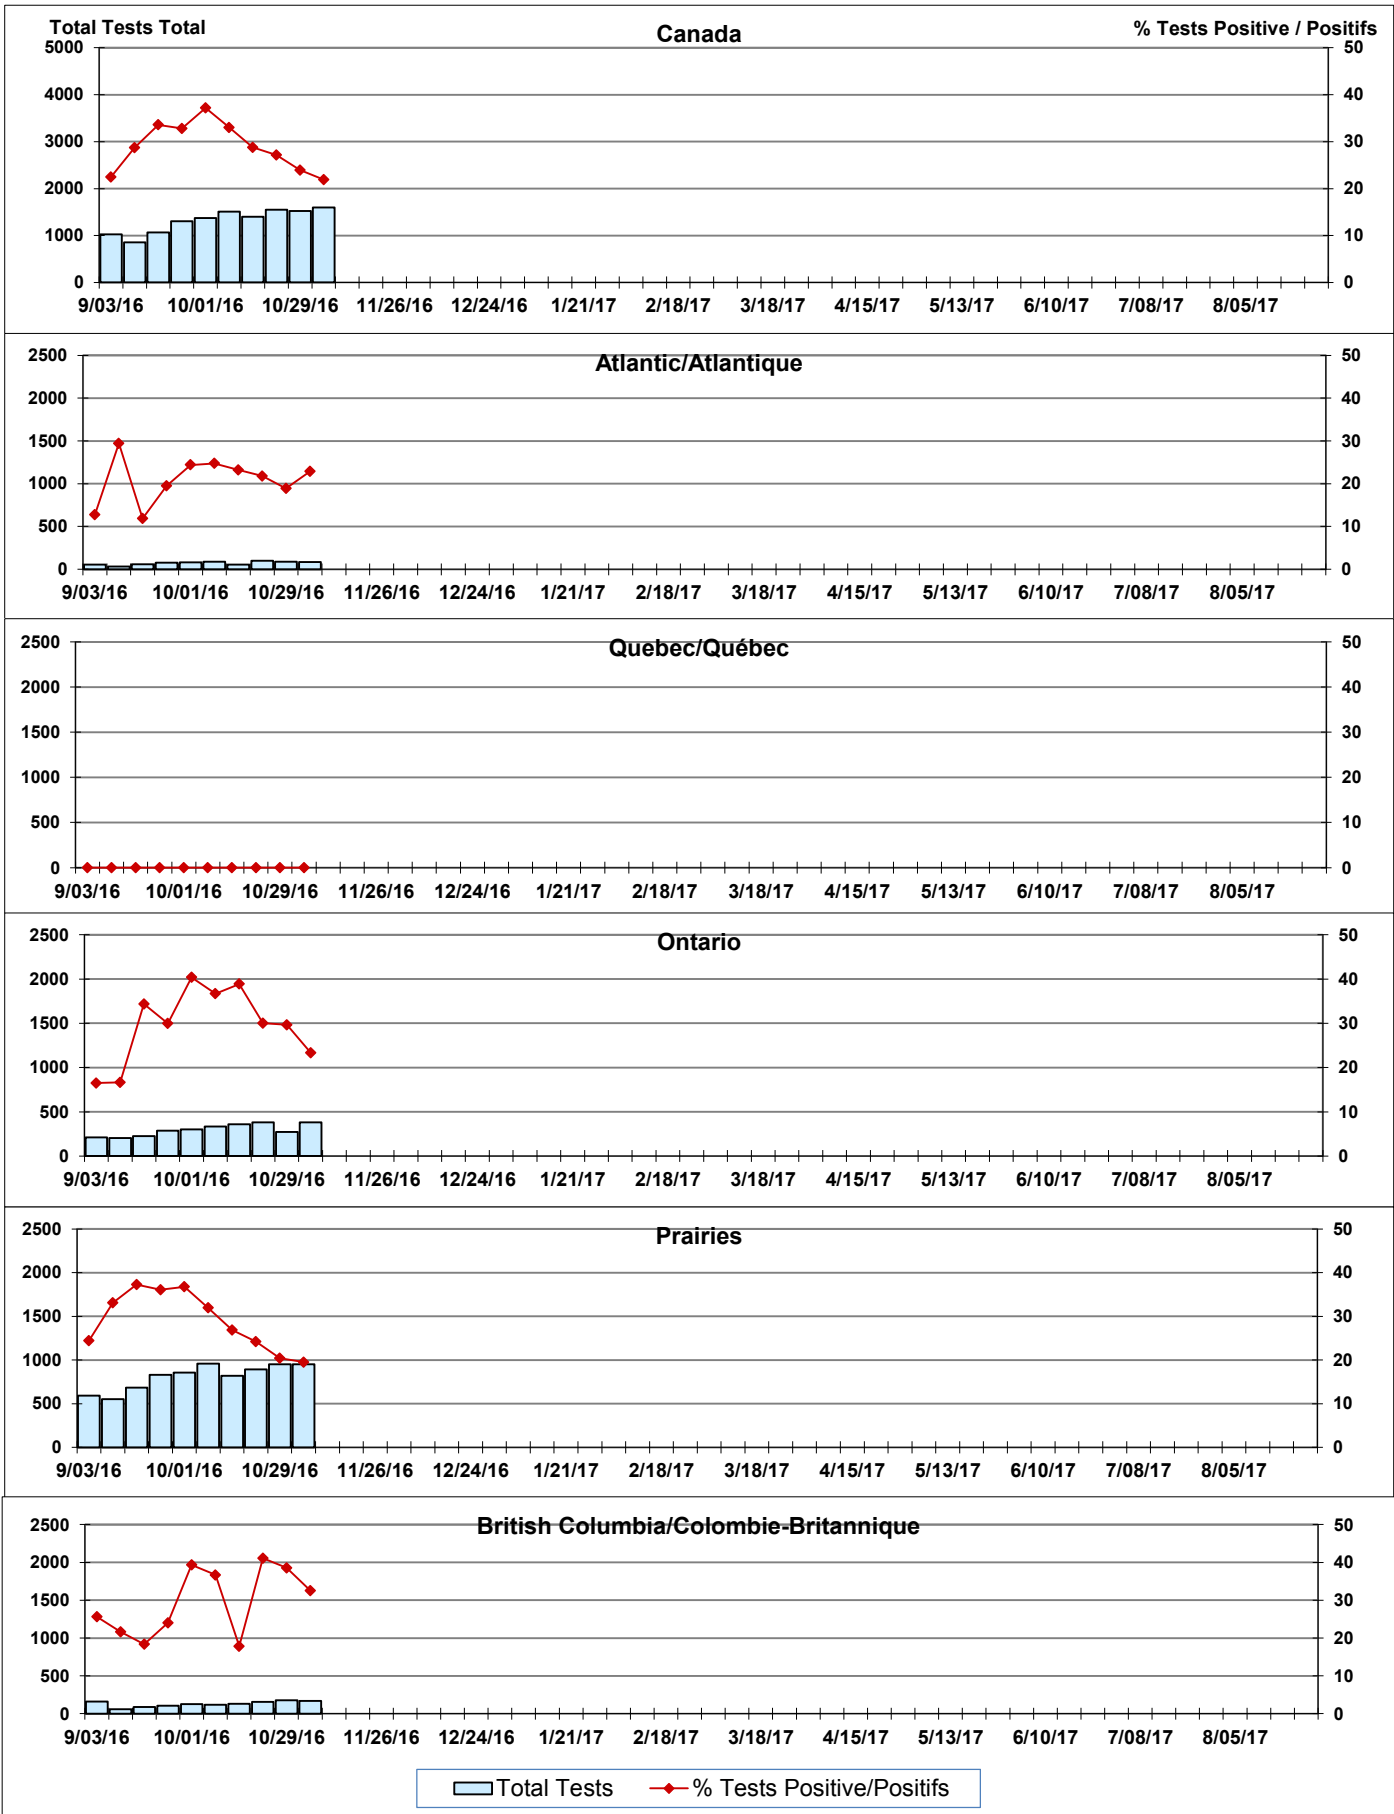 Total Tests Total Canada % Tests Positive / Positifs
5000 50
4000 40
3000 30
2000 20
1000 10
0 0
9/03/16 10/01/16 10/29/16 11/26/16 12/24/16 1/21/17 2/18/17 3/18/17 4/15/17 5/13/17 6/10/17 7/08/17 8/05/17
Atlantic/Atlantique
2500 50
2000 40
1500 30
1000 20
500 10
0 0
9/03/16 10/01/16 10/29/16 11/26/16 12/24/16 1/21/17 2/18/17 3/18/17 4/15/17 5/13/17 6/10/17 7/08/17 8/05/17
Quebec/Québec
2500 50
2000 40
1500 30
1000 20
500 10
0 0
9/03/16 10/01/16 10/29/16 11/26/16 12/24/16 1/21/17 2/18/17 3/18/17 4/15/17 5/13/17 6/10/17 7/08/17 8/05/17
Ontario
2500 50
2000 40
1500 30
1000 20
500 10
0 0
9/03/16 10/01/16 10/29/16 11/26/16 12/24/16 1/21/17 2/18/17 3/18/17 4/15/17 5/13/17 6/10/17 7/08/17 8/05/17
Prairies
2500 50
2000 40
1500 30
1000 20
500 10
0 0
9/03/16 10/01/16 10/29/16 11/26/16 12/24/16 1/21/17 2/18/17 3/18/17 4/15/17 5/13/17 6/10/17 7/08/17 8/05/17
British Columbia/Colombie-Britannique
2500 50
2000 40
1500 30
1000 20
500 10
0 0
9/03/16 10/01/16 10/29/16 11/26/16 12/24/16 1/21/17 2/18/17 3/18/17 4/15/17 5/13/17 6/10/17 7/08/17 8/05/17
Total Tests % Tests Positive/Positifs